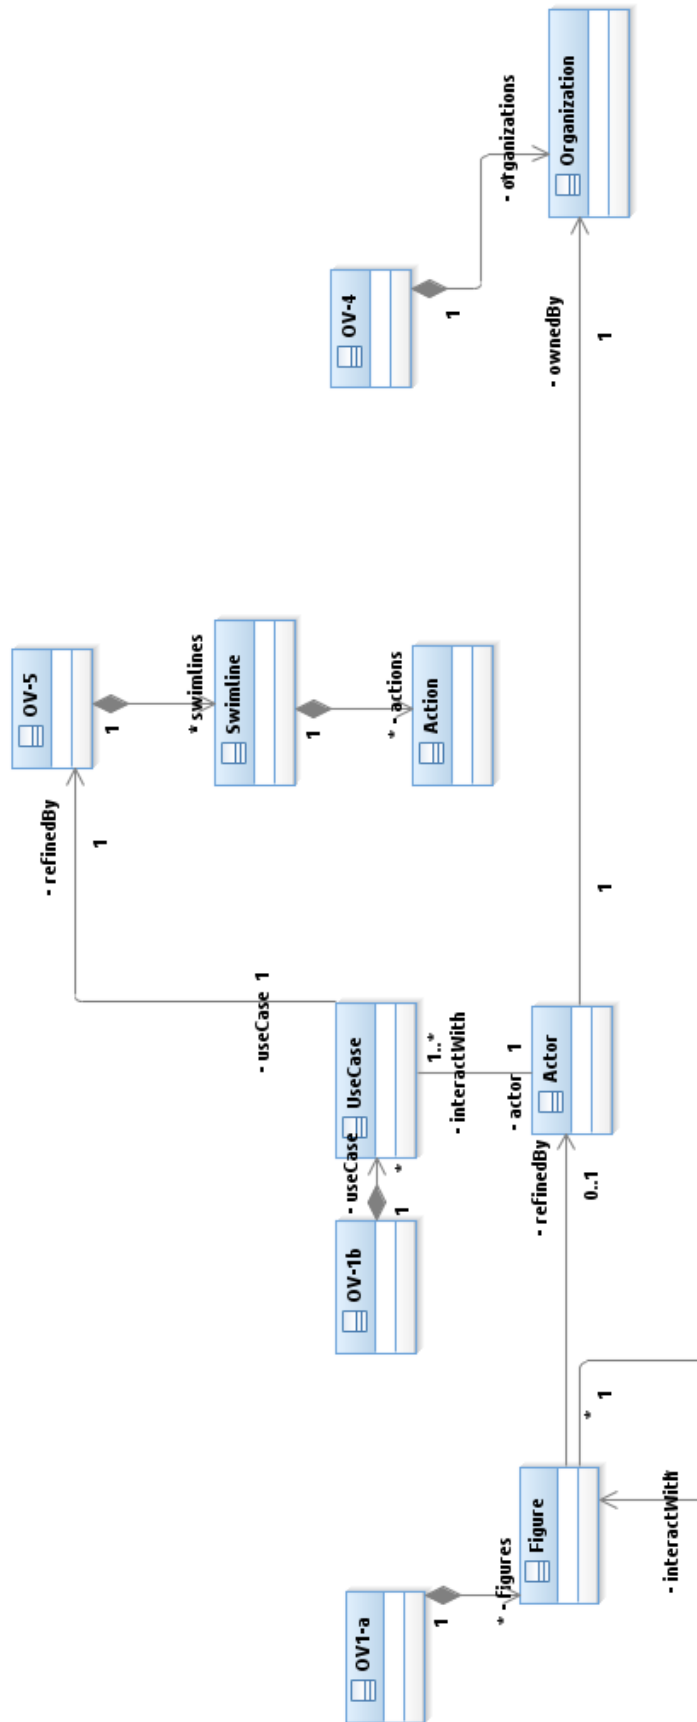 OV1-a
1
* - figures
Figure
- interactWith
*
*
1
- refinedBy
0..1
OV-1b
1
- useCase
*
UseCase
1..*
- interactWith
- actor
1
Actor
- useCase 1
- refinedBy
1
OV-5
1
* swimlines
Swimline
1
* - actions
Action
1
1
- ownedBy
OV-4
1
- organizations
*
Organization